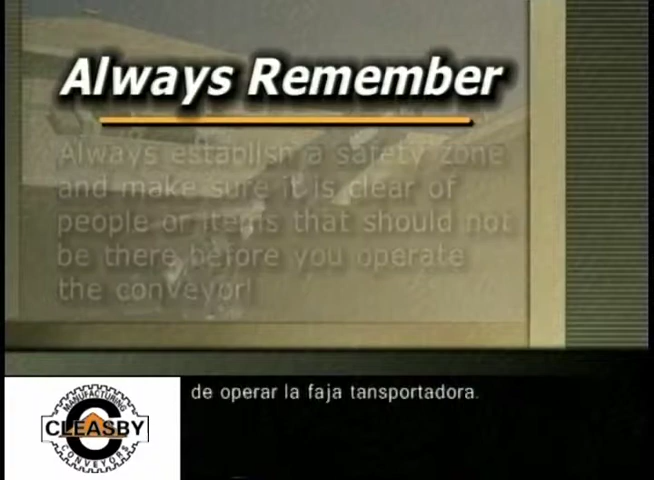 Always Remember
Always establish a safety zone
and make sure it is clear of
people or items that should not
be there before you operate
the conveyor!
de operar la faja tansportadora.
MANUFACTURING
CLEASBY
CONVEYORS